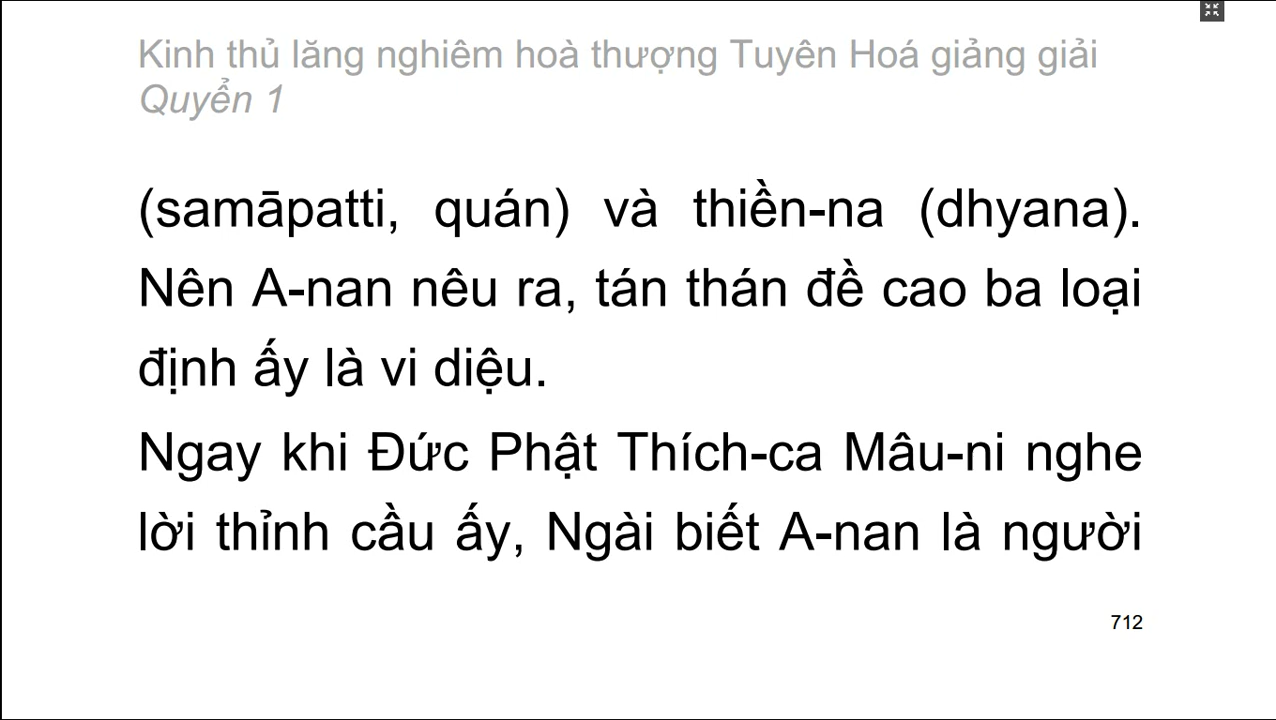 Kinh thủ lăng nghiêm hoà thượng Tuyên Hoá giảng giải
Quyển 1
(samāpatti, quán) và thiền-na (dhyana).
Nên A-nan nêu ra, tán thán đề cao ba loại
định ấy là vi diệu.
Ngay khi Đức Phật Thích-ca Mâu-ni nghe
lời thỉnh cầu ấy, Ngài biết A-nan là người
712